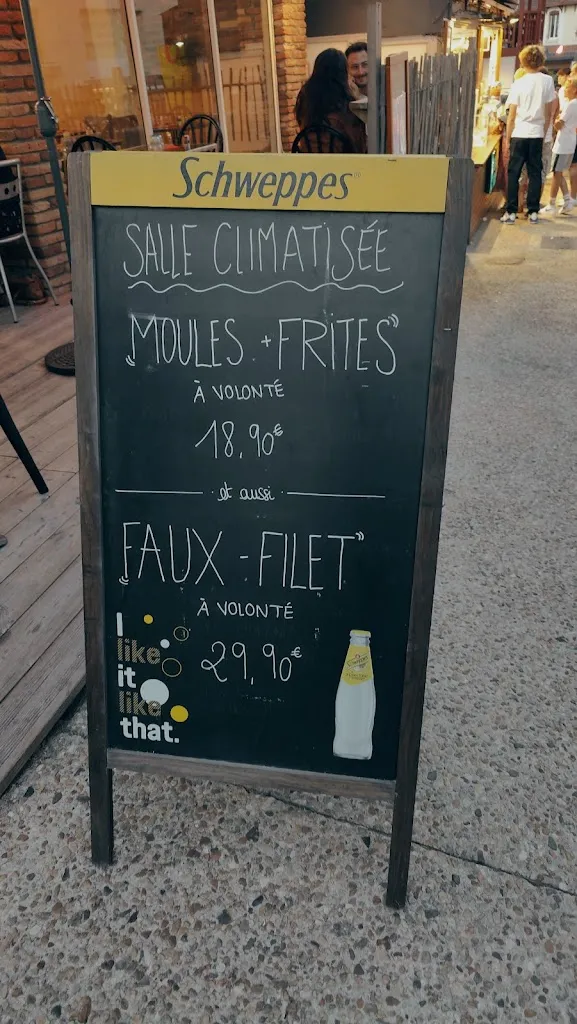 Schweppes®
SALLE CLIMATISÉE
„MOULES + FRITES”
À VOLONTÉ
18,90€
et aussi
„FAUX-FILET”
À VOLONTÉ
29,90€
I
like
it
like
that.